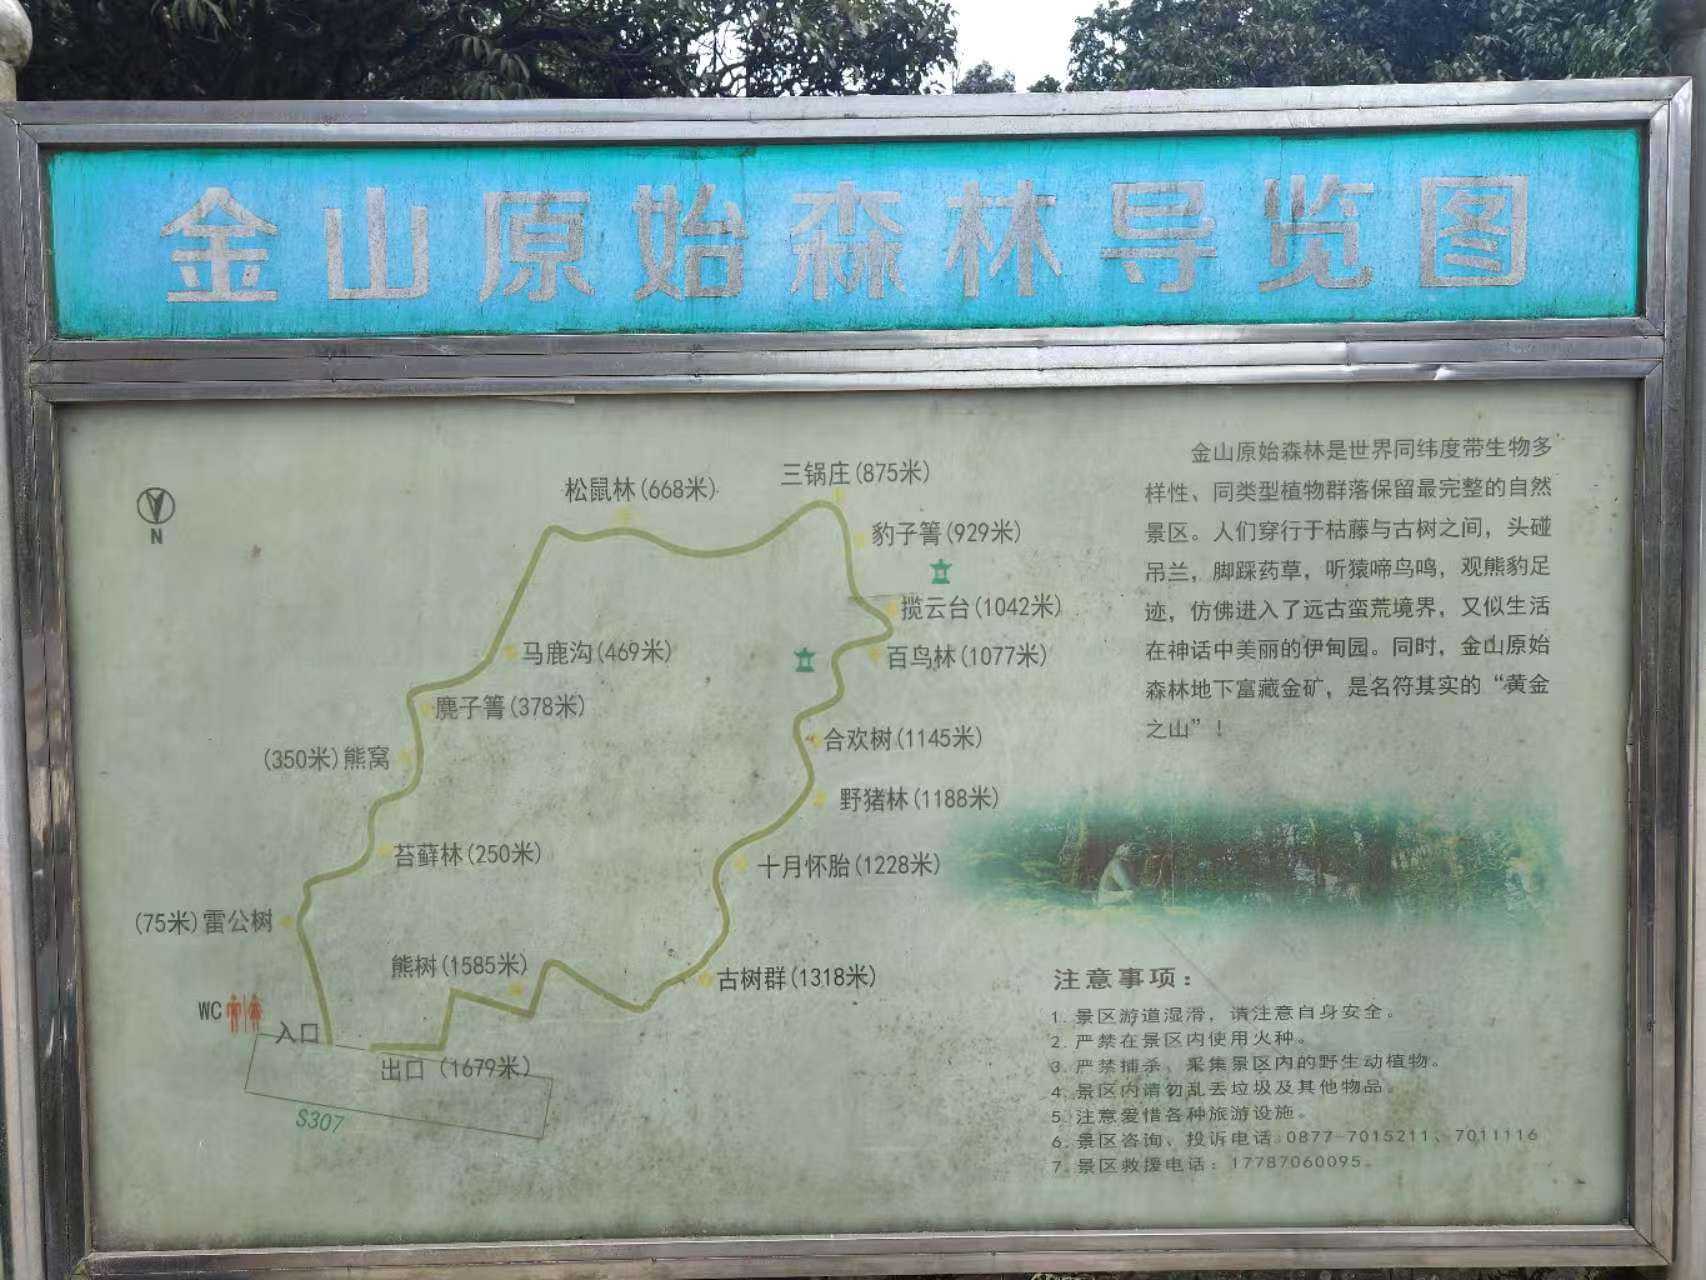 金山原始森林导览图
金山原始森林是世界同纬度带生物多
样性、同类型植物群落保留最完整的自然
景区。人们穿行于枯藤与古树之间，头碰
吊兰，脚踩药草，听猿啼鸟鸣，观熊豹足
迹，仿佛进入了远古蛮荒境界，又似生活
在神话中美丽的伊甸园。同时，金山原始
森林地下富藏金矿，是名符其实的“黄金
之山”！
N
三锅庄(875米)
松鼠林(668米)
豹子箐(929米)
揽云台(1042米)
马鹿沟(469米)
百鸟林(1077米)
麂子箐(378米)
合欢树(1145米)
(350米)熊窝
野猪林(1188米)
苔藓林(250米)
十月怀胎(1228米)
(75米)雷公树
熊树(1585米)
古树群(1318米)
WC
入口
出口（1679米）
S307
注意事项：
1. 景区游道湿滑，请注意自身安全。
2. 严禁在景区内使用火种。
3. 严禁捕杀、采集景区内的野生动植物。
4. 景区内请勿乱丢垃圾及其他物品。
5. 注意爱惜各种旅游设施。
6. 景区咨询、投诉电话:0877-7015211、7011116
7. 景区救援电话：17787060095。